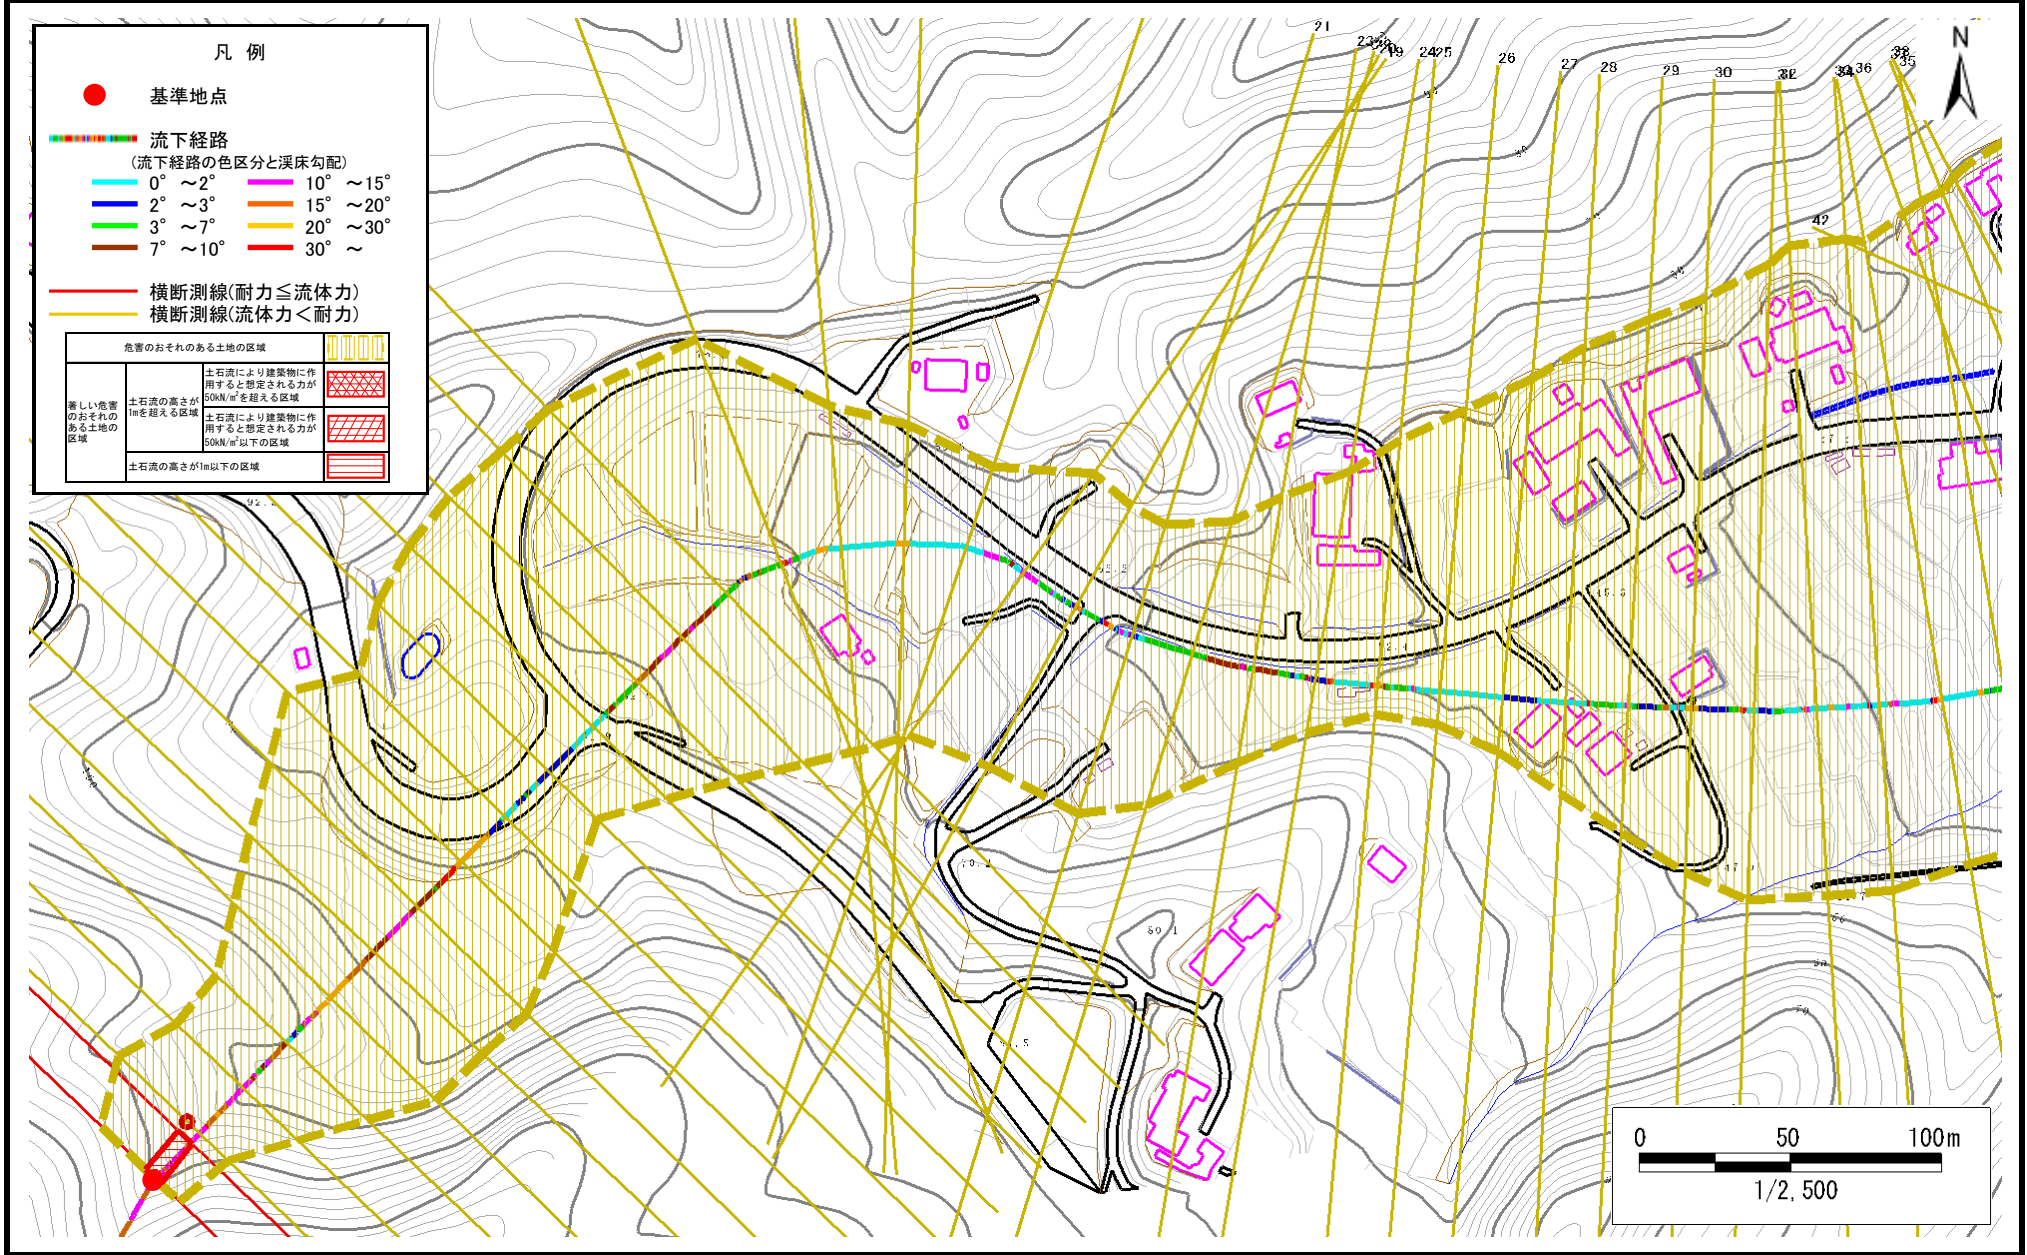 凡 例
基準地点
流下経路
(流下経路の色区分と渓床勾配)
0° ～2° 10° ～15°
2° ～3° 15° ～20°
3° ～7° 20° ～30°
7° ～10° 30° ～
横断測線(耐力≦流体力)
横断測線(流体力＜耐力)
危害のおそれのある土地の区域
著しい危害のおそれのある土地の区域
土石流の高さが1mを超える区域
土石流により建築物に作用すると想定される力が50kN/m²を超える区域
土石流により建築物に作用すると想定される力が50kN/m²以下の区域
土石流の高さが1m以下の区域
N
21
23
19
24
25
26
27
28
29
30
36
35
42
0 50 100m
1/2,500